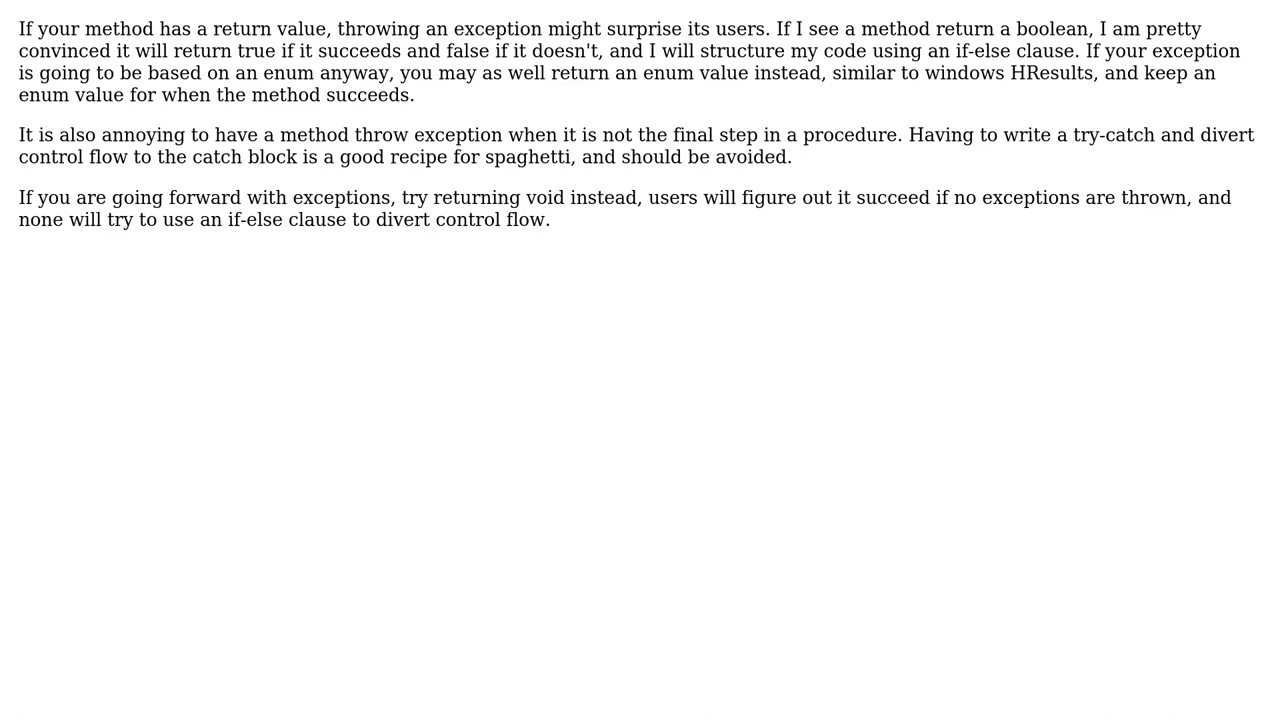 If your method has a return value, throwing an exception might surprise its users. If I see a method return a boolean, I am pretty
convinced it will return true if it succeeds and false if it doesn't, and I will structure my code using an if-else clause. If your exception
is going to be based on an enum anyway, you may as well return an enum value instead, similar to windows HResults, and keep an
enum value for when the method succeeds.
It is also annoying to have a method throw exception when it is not the final step in a procedure. Having to write a try-catch and divert
control flow to the catch block is a good recipe for spaghetti, and should be avoided.
If you are going forward with exceptions, try returning void instead, users will figure out it succeed if no exceptions are thrown, and
none will try to use an if-else clause to divert control flow.